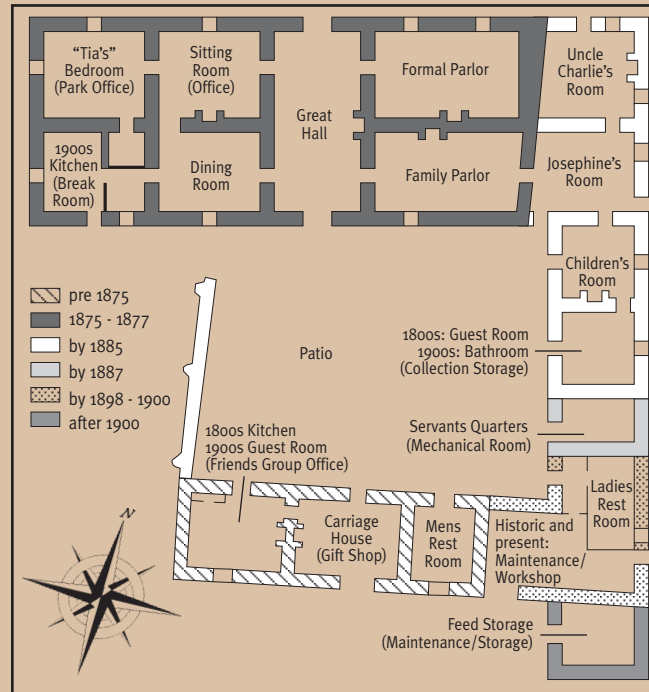 “Tia’s”
Bedroom
(Park Office)
Sitting
Room
(Office)
Great
Hall
Formal Parlor
Uncle
Charlie’s
Room
1900s
Kitchen
(Break
Room)
Dining
Room
Family Parlor
Josephine’s
Room
Children’s
Room
pre 1875
1875 - 1877
by 1885
by 1887
by 1898 - 1900
after 1900
Patio
1800s: Guest Room
1900s: Bathroom
(Collection Storage)
Servants Quarters
(Mechanical Room)
1800s Kitchen
1900s Guest Room
(Friends Group Office)
Carriage
House
(Gift Shop)
Mens
Rest
Room
Historic and
present:
Maintenance/
Workshop
Ladies
Rest
Room
Feed Storage
(Maintenance/Storage)
N